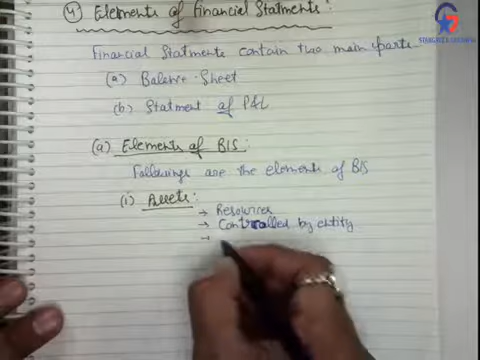 (4) Elements of Financial Statments :
Financial Statments contain two main parts
(a) Balance Sheet
(b) Statment of P&L
(a) Elements of B/S :
Followings are the elements of B/S
(i) Assets :
→ Resources
→ Controlled by entity
→